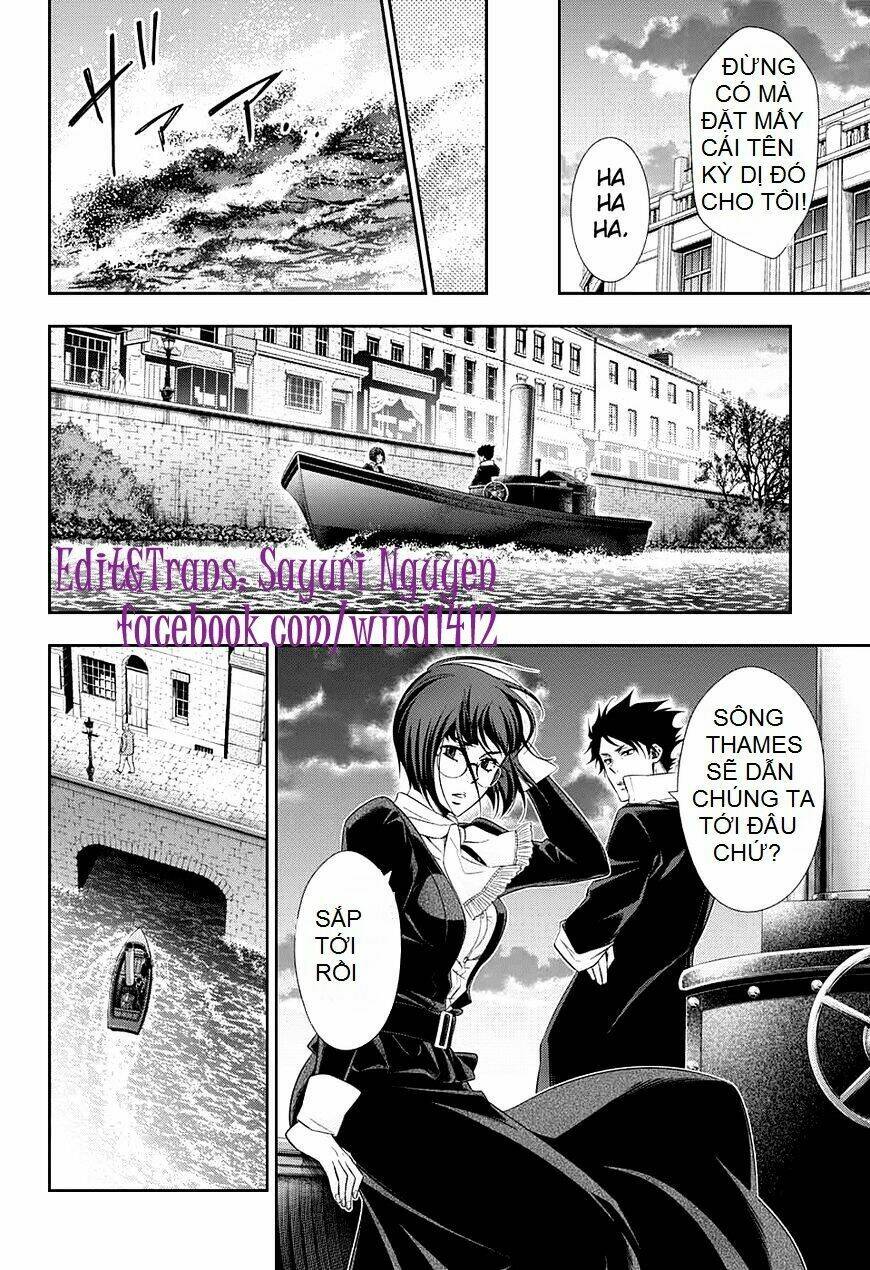 ĐỪNG
CÓ MÀ
ĐẶT MẤY
CÁI TÊN
KỲ DỊ ĐÓ
CHO TÔI!
HA
HA
HA.
ザァァ
Edit&Trans: Sayuri Nguyen
facebook.com/wind1412
SÔNG
THAMES
SẼ DẪN
CHÚNG TA
TỚI ĐÂU
CHỨ?
SẮP
TỚI
RỒI